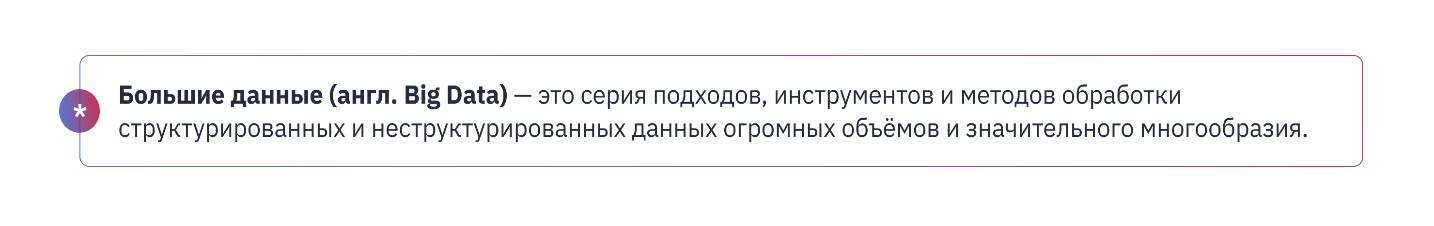 *
Большие данные (англ. Big Data) — это серия подходов, инструментов и методов обработки
структурированных и неструктурированных данных огромных объёмов и значительного многообразия.